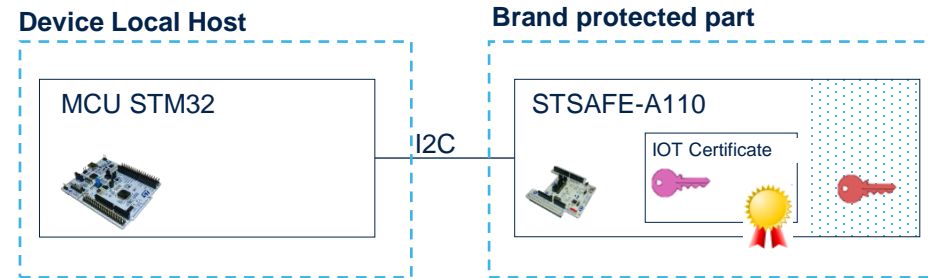 Device Local Host
Brand protected part
MCU STM32
STSAFE-A110
I2C
IOT Certificate